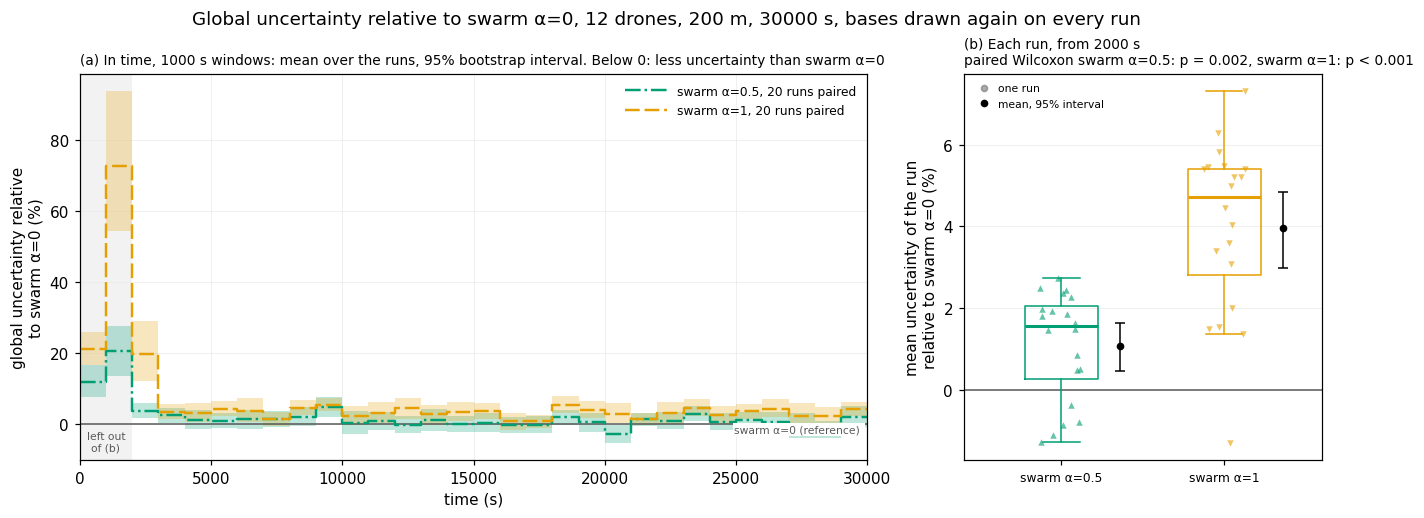 Global uncertainty relative to swarm α=0, 12 drones, 200 m, 30000 s, bases drawn again on every run
(a) In time, 1000 s windows: mean over the runs, 95% bootstrap interval. Below 0: less uncertainty than swarm α=0
global uncertainty relative
to swarm α=0 (%)
80
60
40
20
0
swarm α=0.5, 20 runs paired
swarm α=1, 20 runs paired
left out
of (b)
swarm α=0 (reference)
0
5000
10000
15000
20000
25000
30000
time (s)
(b) Each run, from 2000 s
paired Wilcoxon swarm α=0.5: p = 0.002, swarm α=1: p < 0.001
mean uncertainty of the run
relative to swarm α=0 (%)
6
4
2
0
one run
mean, 95% interval
swarm α=0.5
swarm α=1